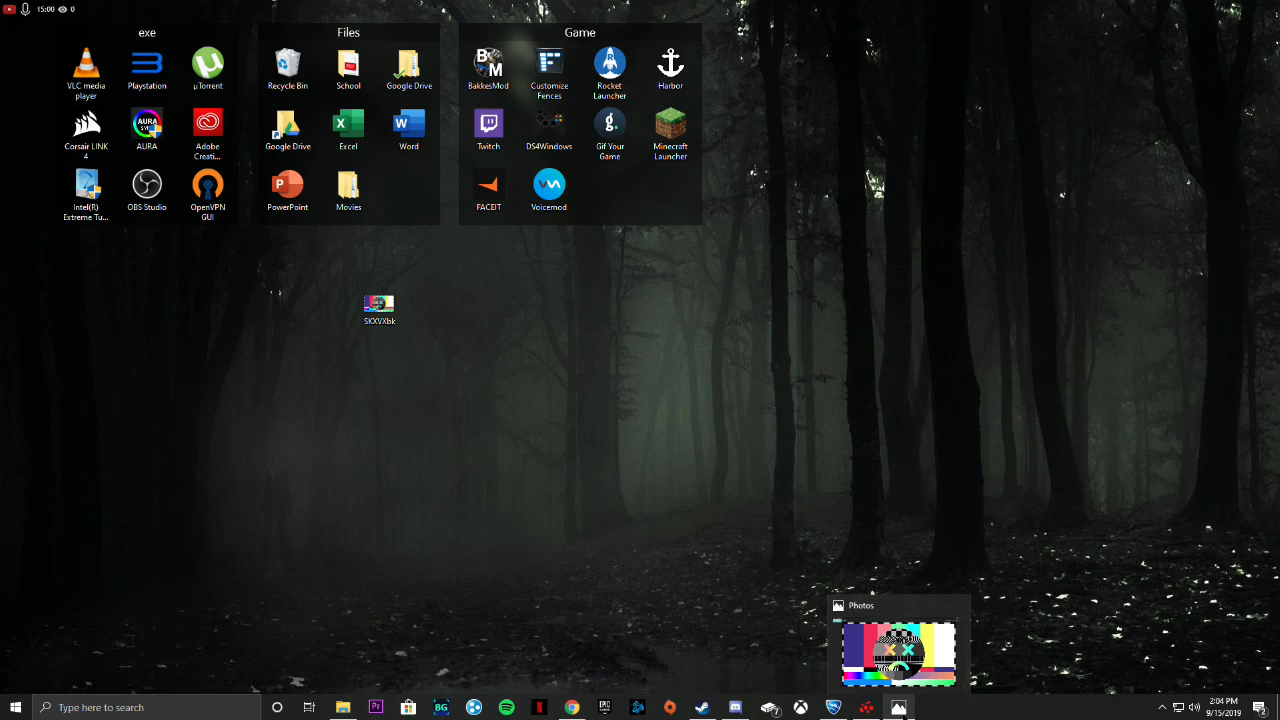 15:00 0
exe
Files
Game
VLC media player
Playstation
µTorrent
Recycle Bin
School
Google Drive
BakkesMod
Customize Fences
Rocket Launcher
Harbor
Corsair LINK 4
AURA
Adobe Creati...
Google Drive
Excel
Word
Twitch
DS4Windows
Gif Your Game
Minecraft Launcher
Intel(R) Extreme Tu...
OBS Studio
OpenVPN GUI
PowerPoint
Movies
FACEIT
Voicemod
Photos
Type here to search
2:04 PM
9/15/2019